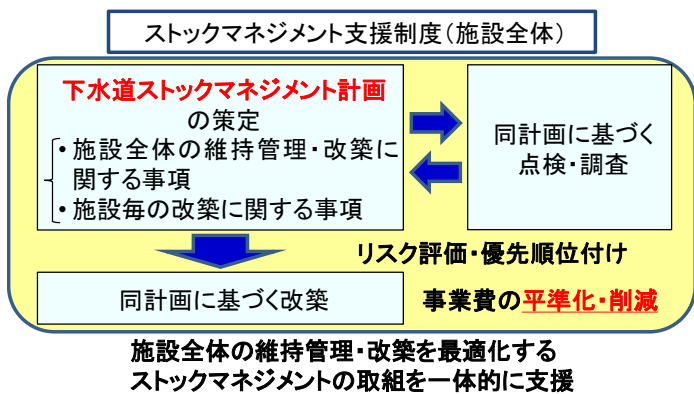 ストックマネジメント支援制度(施設全体)
下水道ストックマネジメント計画
の策定
・施設全体の維持管理・改築に
関する事項
・施設毎の改築に関する事項
同計画に基づく
点検・調査
リスク評価・優先順位付け
同計画に基づく改築
事業費の平準化・削減
施設全体の維持管理・改築を最適化する
ストックマネジメントの取組を一体的に支援